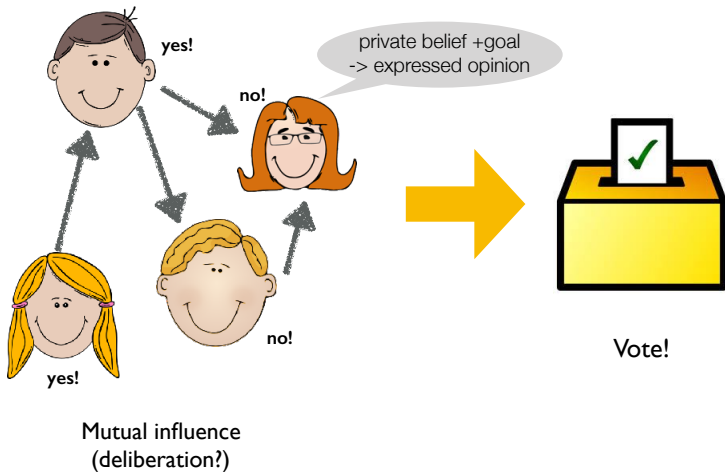 yes!
private belief +goal
-> expressed opinion
no!
no!
yes!
Vote!
Mutual influence
(deliberation?)